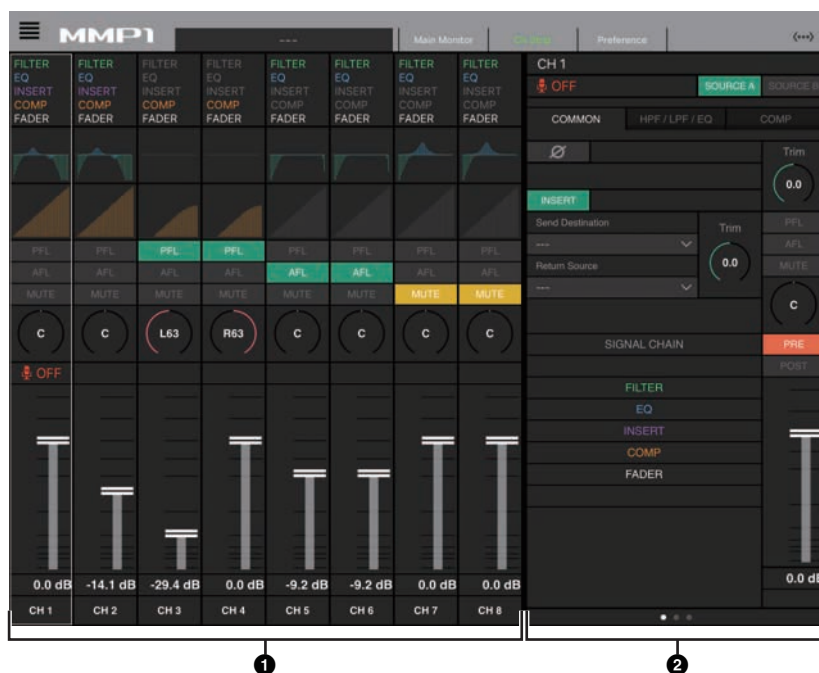 MMP1
---
Main Monitor
Ch Strip
Preference
FILTER FILTER FILTER FILTER FILTER FILTER FILTER FILTER
EQ EQ EQ EQ EQ EQ EQ EQ
INSERT INSERT INSERT INSERT INSERT INSERT INSERT INSERT
COMP COMP COMP COMP COMP COMP COMP COMP
FADER FADER FADER FADER FADER FADER FADER FADER
PFL PFL PFL PFL PFL PFL PFL PFL
AFL AFL AFL AFL AFL AFL AFL AFL
MUTE MUTE MUTE MUTE MUTE MUTE MUTE MUTE
C C L63 R63 C C C C
OFF
0.0 dB -14.1 dB -29.4 dB 0.0 dB -9.2 dB -9.2 dB 0.0 dB 0.0 dB
CH 1 CH 2 CH 3 CH 4 CH 5 CH 6 CH 7 CH 8
CH 1
OFF SOURCE A SOURCE B
COMMON HPF / LPF / EQ COMP
Ø
Trim
0.0
INSERT
Send Destination
---
Return Source
---
Trim
0.0
PFL
AFL
MUTE
C
SIGNAL CHAIN
PRE
POST
FILTER
EQ
INSERT
COMP
FADER
0.0 dB
1 2